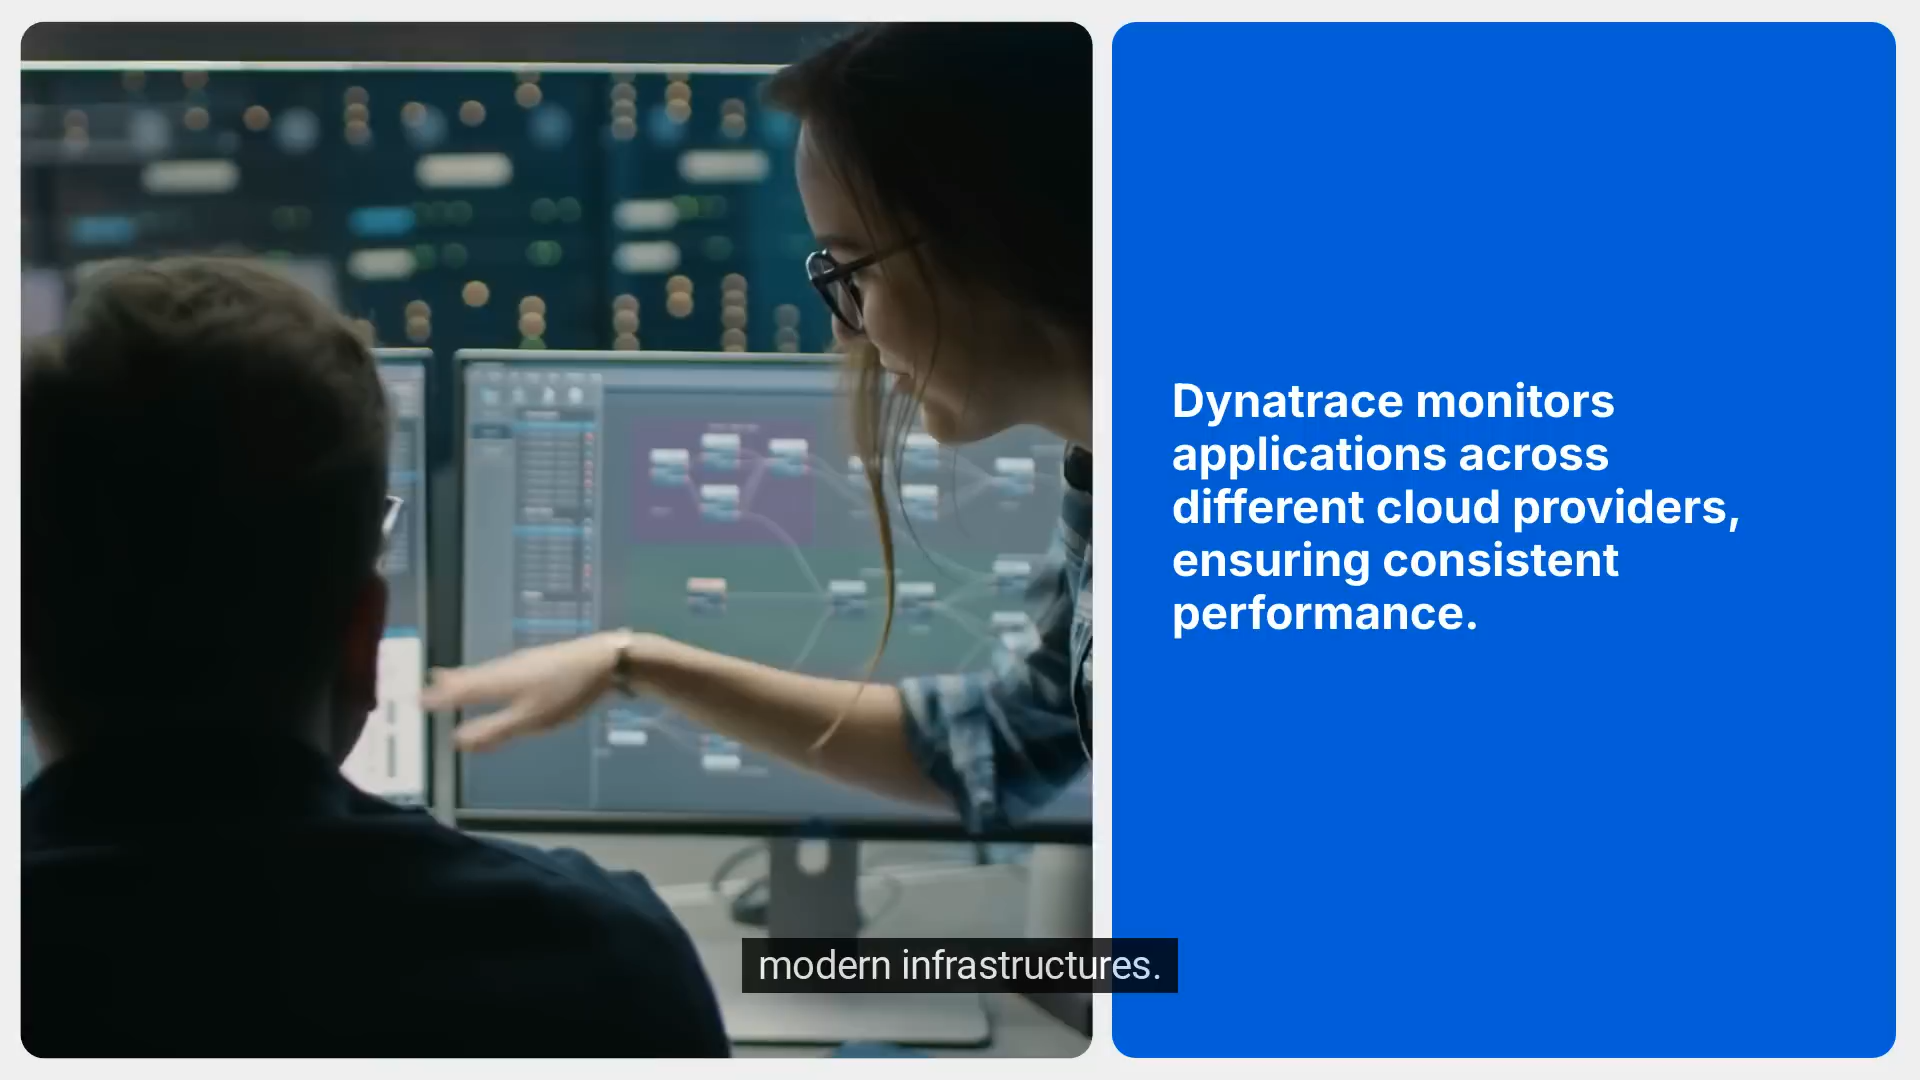 Dynatrace monitors
applications across
different cloud providers,
ensuring consistent
performance.
modern infrastructures.